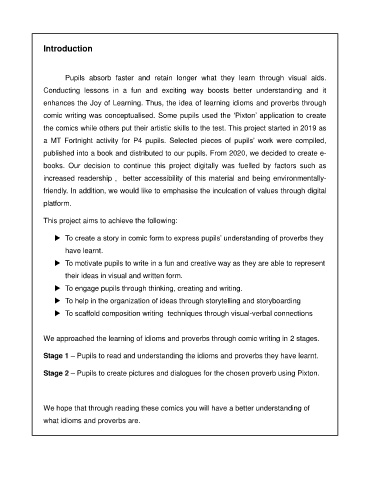 Introduction
Pupils absorb faster and retain longer what they learn through visual aids.
Conducting lessons in a fun and exciting way boosts better understanding and it
enhances the Joy of Learning. Thus, the idea of learning idioms and proverbs through
comic writing was conceptualised. Some pupils used the 'Pixton' application to create
the comics while others put their artistic skills to the test. This project started in 2019 as
a MT Fortnight activity for P4 pupils. Selected pieces of pupils' work were compiled,
published into a book and distributed to our pupils. From 2020, we decided to create e-
books. Our decision to continue this project digitally was fuelled by factors such as
increased readership , better accessibility of this material and being environmentally-
friendly. In addition, we would like to emphasise the inculcation of values through digital
platform.
This project aims to achieve the following:
► To create a story in comic form to express pupils' understanding of proverbs they
have learnt.
► To motivate pupils to write in a fun and creative way as they are able to represent
their ideas in visual and written form.
► To engage pupils through thinking, creating and writing.
► To help in the organization of ideas through storytelling and storyboarding
► To scaffold composition writing techniques through visual-verbal connections
We approached the learning of idioms and proverbs through comic writing in 2 stages.
Stage 1 – Pupils to read and understanding the idioms and proverbs they have learnt.
Stage 2 – Pupils to create pictures and dialogues for the chosen proverb using Pixton.
We hope that through reading these comics you will have a better understanding of
what idioms and proverbs are.